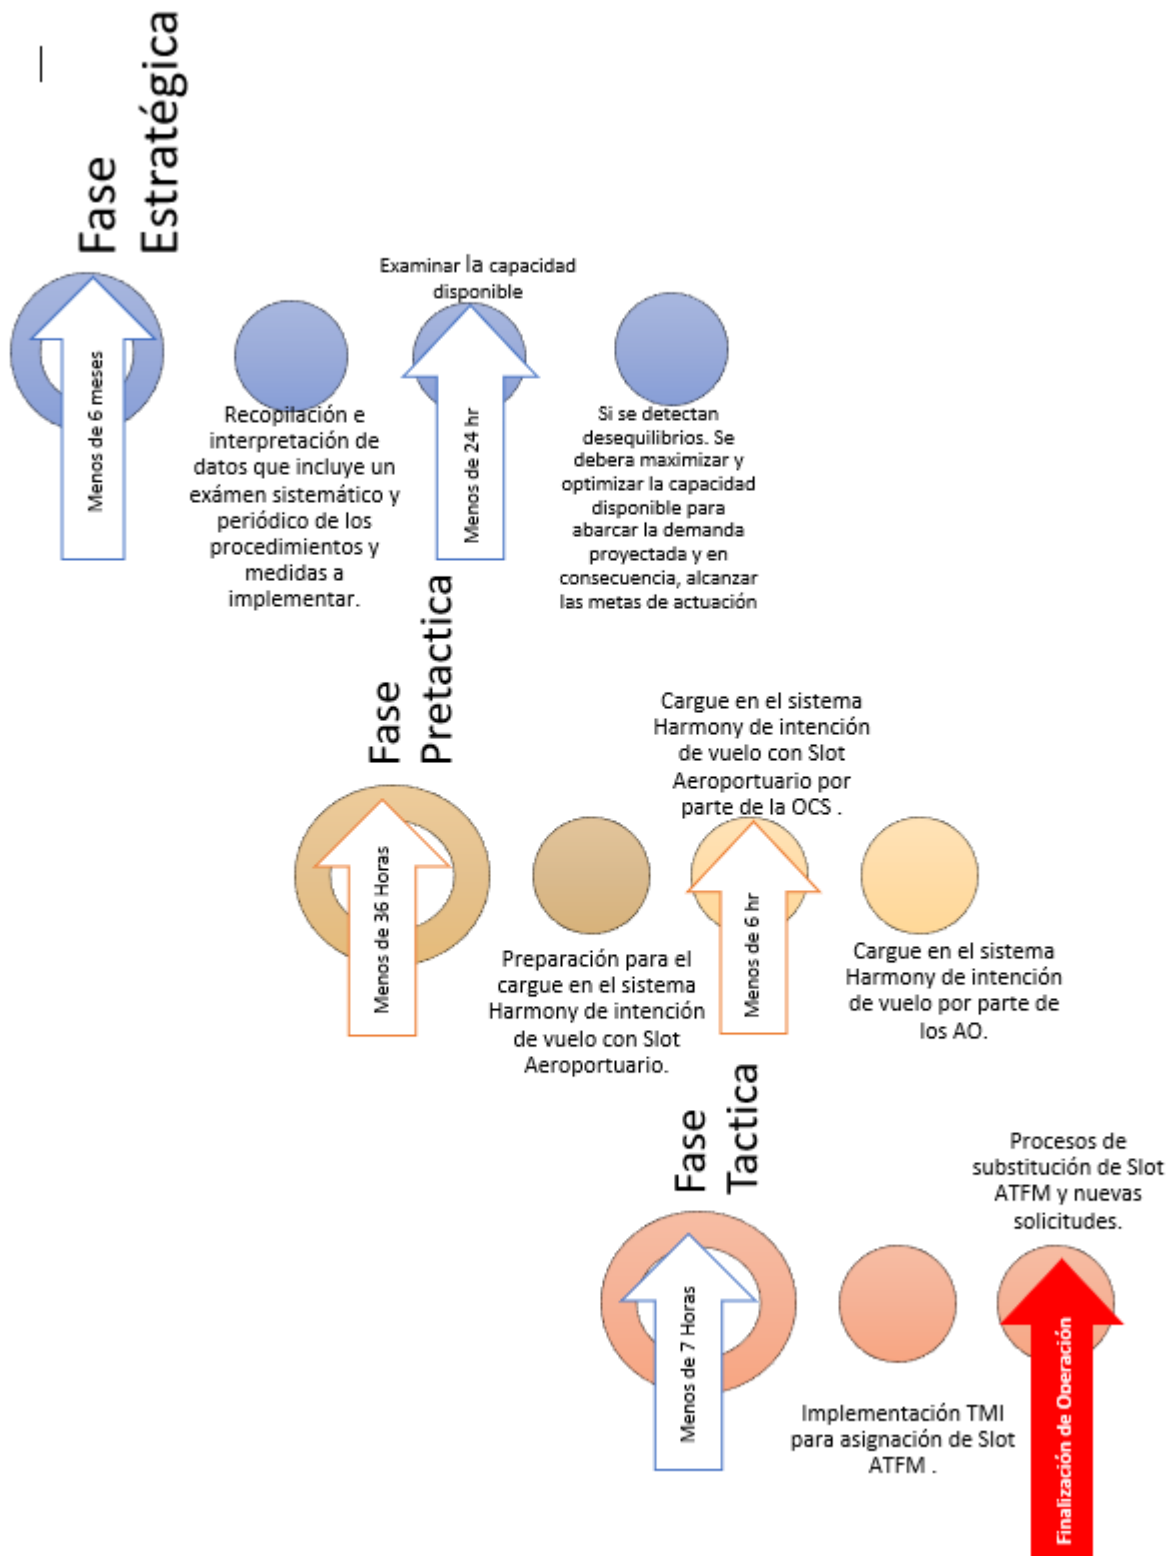 Fase
Estratégica
Menos de 6 meses
Recopilación e
interpretación de
datos que incluye un
exámen sistemático y
periódico de los
procedimientos y
medidas a
implementar.
Examinar la capacidad
disponible
Menos de 24 hr
Si se detectan
desequilibrios. Se
debera maximizar y
optimizar la capacidad
disponible para
abarcar la demanda
proyectada y en
consecuencia, alcanzar
las metas de actuación
Fase
Pretactica
Menos de 36 Horas
Preparación para el
cargue en el sistema
Harmony de intención
de vuelo con Slot
Aeroportuario.
Cargue en el sistema
Harmony de intención
de vuelo con Slot
Aeroportuario por
parte de la OCS .
Menos de 6 hr
Cargue en el sistema
Harmony de intención
de vuelo por parte de
los AO.
Fase
Tactica
Menos de 7 Horas
Implementación TMI
para asignación de Slot
ATFM .
Procesos de
substitución de Slot
ATFM y nuevas
solicitudes.
Finalización de Operación